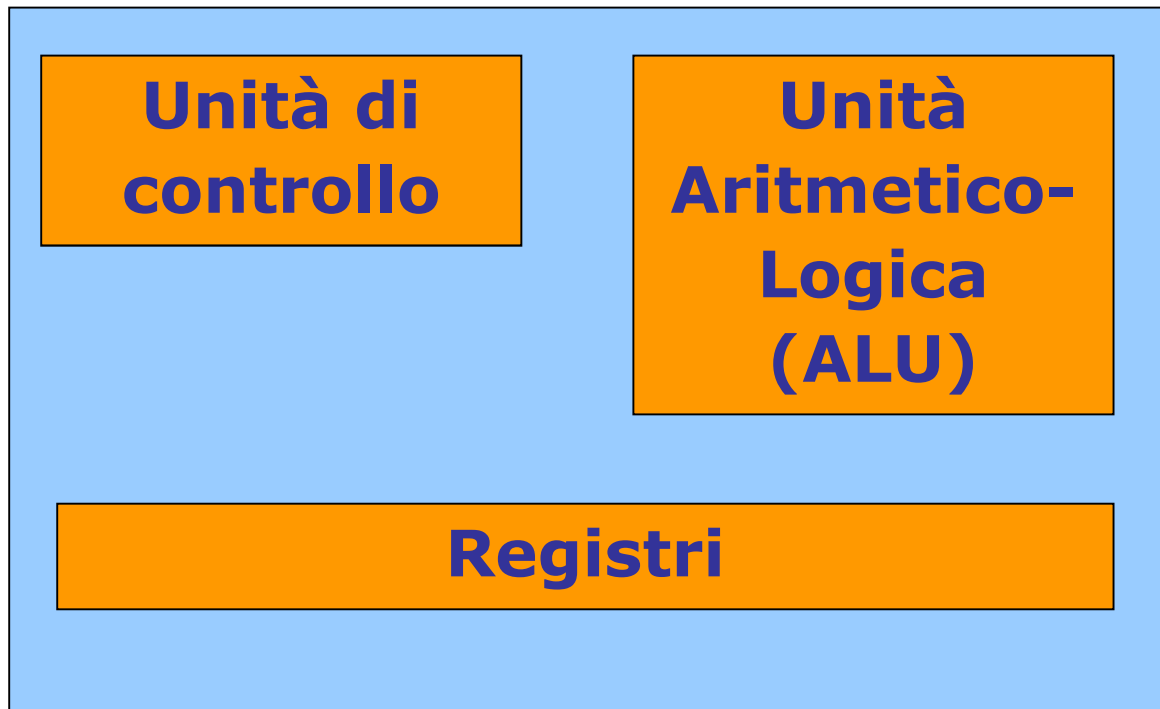 Unità di
controllo
Unità
Aritmetico-
Logica
(ALU)
Registri